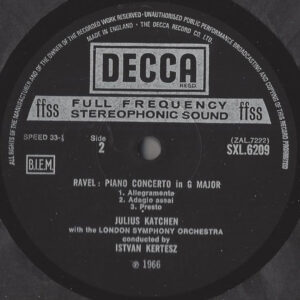 ALL RIGHTS OF THE MANUFACTURER AND OF THE OWNER OF THE RECORDED WORK RESERVED · UNAUTHORISED PUBLIC PERFORMANCE BROADCASTING AND COPYING OF THIS RECORD PROHIBITED
MADE IN ENGLAND · THE DECCA RECORD CO. LTD.
DECCA
REGD.
ffss FULL FREQUENCY ffss
STEREOPHONIC SOUND
SPEED 33⅓ Side (ZAL.7222)
2 SXL.6209
B.I.E.M.
RAVEL: PIANO CONCERTO in G MAJOR
1. Allegramente
2. Adagio assai
3. Presto
JULIUS KATCHEN
with the LONDON SYMPHONY ORCHESTRA
conducted by
ISTVAN KERTESZ
℗ 1966